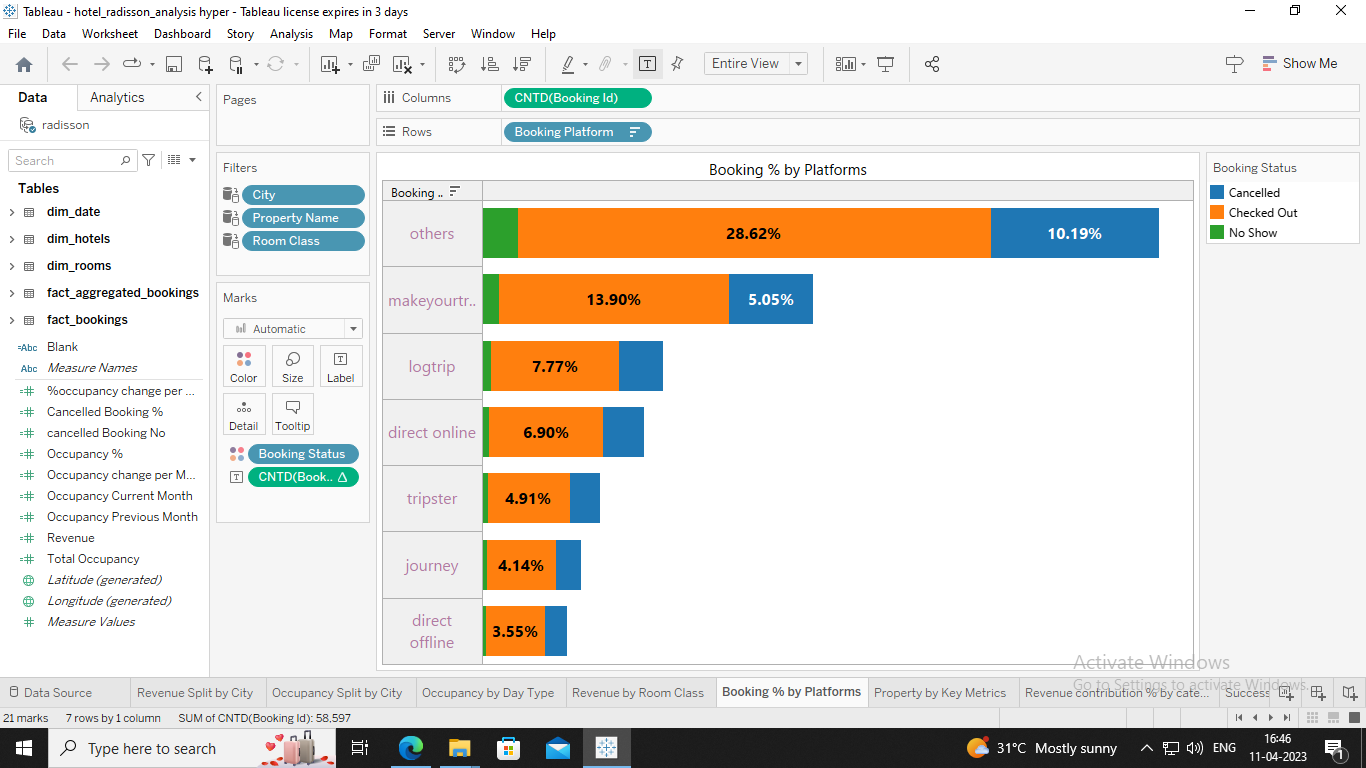 Tableau - hotel_radisson_analysis hyper - Tableau license expires in 3 days
File Data Worksheet Dashboard Story Analysis Map Format Server Window Help
Entire View
Show Me
Data Analytics
radisson
Search
Tables
dim_date
dim_hotels
dim_rooms
fact_aggregated_bookings
fact_bookings
=Abc Blank
Abc Measure Names
%occupancy change per ...
Cancelled Booking %
cancelled Booking No
Occupancy %
Occupancy change per M...
Occupancy Current Month
Occupancy Previous Month
Revenue
Total Occupancy
Latitude (generated)
Longitude (generated)
Measure Values
Pages
Filters
City
Property Name
Room Class
Marks
Automatic
Color Size Label
Detail Tooltip
Booking Status
CNTD(Book..
Columns CNTD(Booking Id)
Rows Booking Platform
Booking % by Platforms
Booking ..
others 28.62% 10.19%
makeyourtr.. 13.90% 5.05%
logtrip 7.77%
direct online 6.90%
tripster 4.91%
journey 4.14%
direct
offline 3.55%
Booking Status
Cancelled
Checked Out
No Show
Activate Windows
Go to Settings to activate Windows.
Data Source Revenue Split by City Occupancy Split by City Occupancy by Day Type Revenue by Room Class Booking % by Platforms Property by Key Metrics Revenue contribution % by cate... Success
21 marks 7 rows by 1 column SUM of CNTD(Booking Id): 58,597
Type here to search
31°C Mostly sunny
ENG
16:46
11-04-2023
1